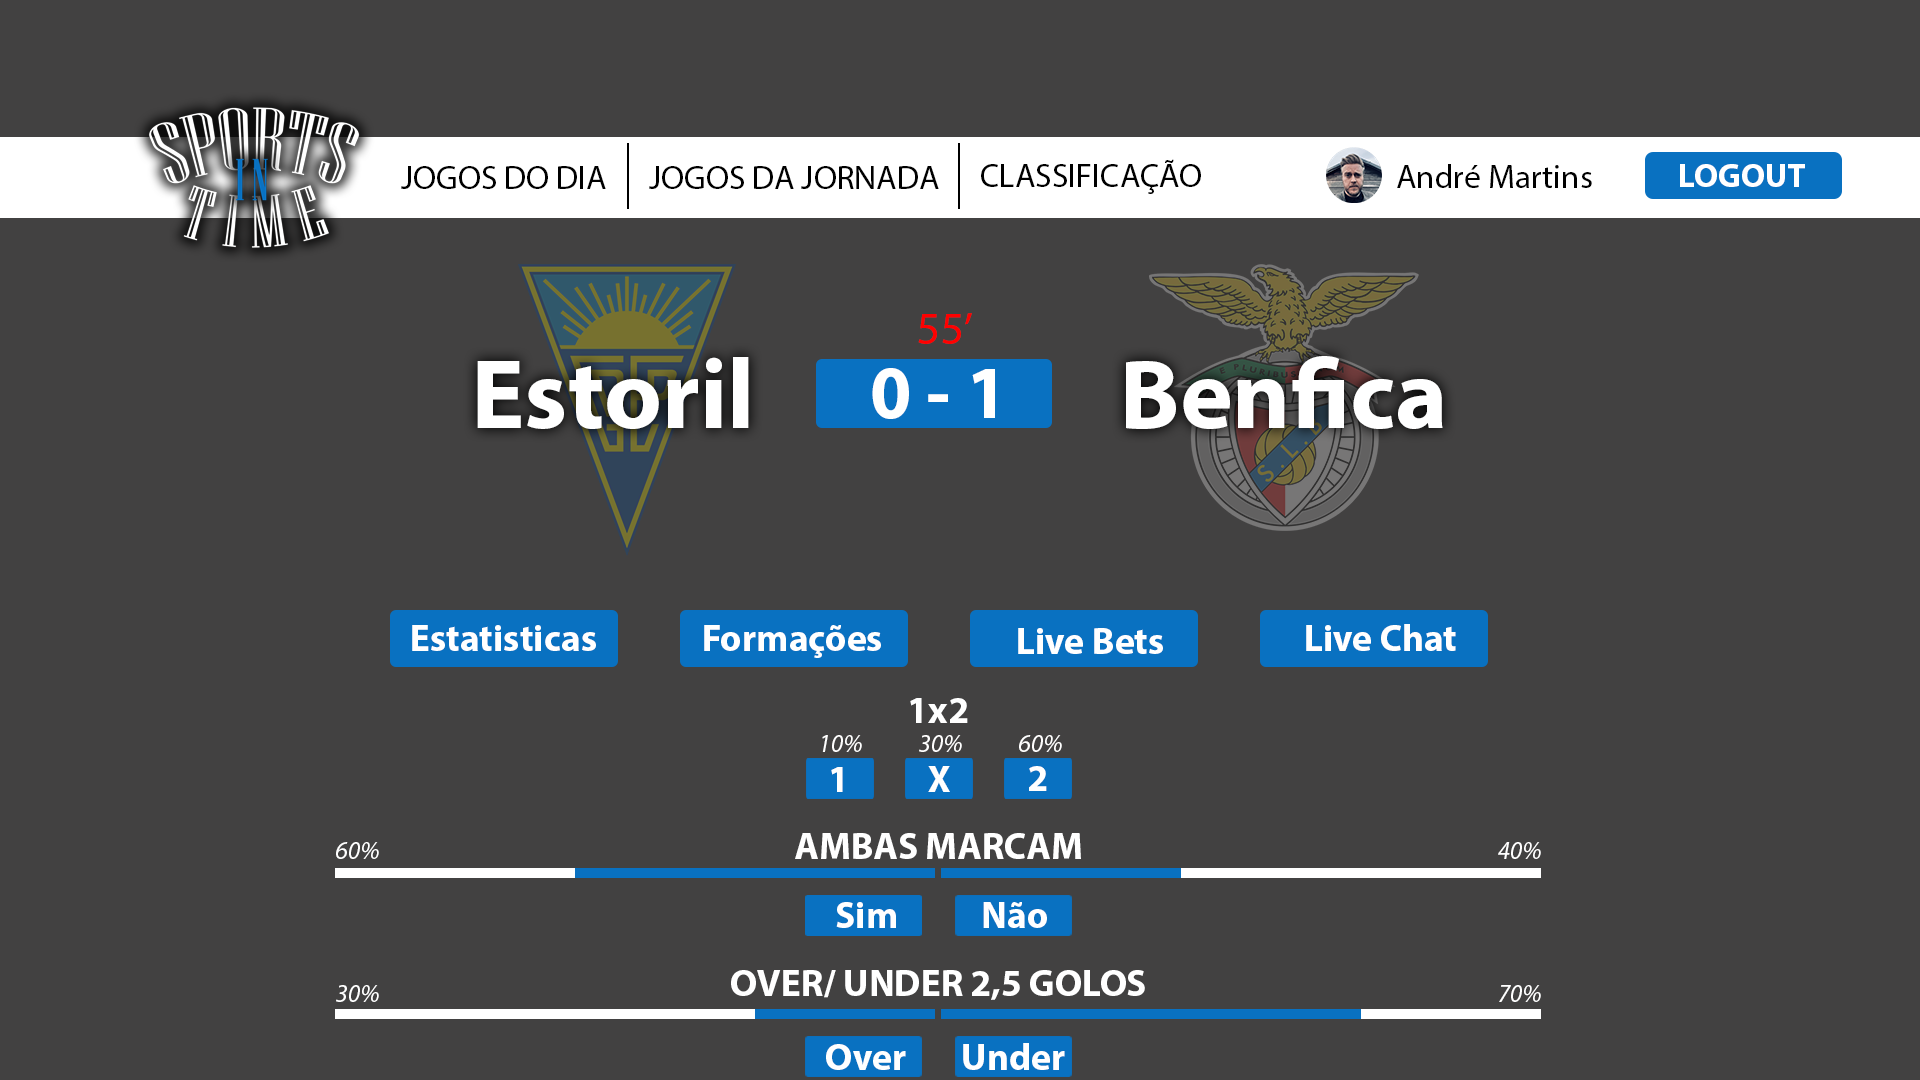 SPORTS
IN
TIME
JOGOS DO DIA
JOGOS DA JORNADA
CLASSIFICAÇÃO
André Martins
LOGOUT
55’
Estoril
0 - 1
Benfica
E PLURIBUS
S. L. B
Estatisticas
Formações
Live Bets
Live Chat
1x2
10%
30%
60%
1
X
2
60%
AMBAS MARCAM
40%
Sim
Não
30%
OVER/ UNDER 2,5 GOLOS
70%
Over
Under